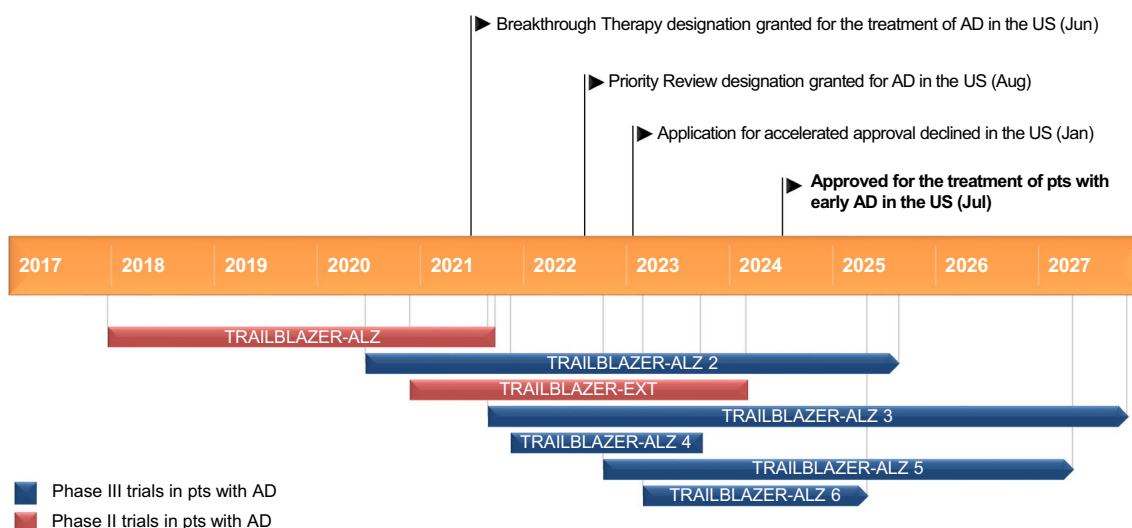 Breakthrough Therapy designation granted for the treatment of AD in the US (Jun)
Priority Review designation granted for AD in the US (Aug)
Application for accelerated approval declined in the US (Jan)
Approved for the treatment of pts with
early AD in the US (Jul)
2017 2018 2019 2020 2021 2022 2023 2024 2025 2026 2027
TRAILBLAZER-ALZ
TRAILBLAZER-ALZ 2
TRAILBLAZER-EXT
TRAILBLAZER-ALZ 3
TRAILBLAZER-ALZ 4
TRAILBLAZER-ALZ 5
TRAILBLAZER-ALZ 6
Phase III trials in pts with AD
Phase II trials in pts with AD